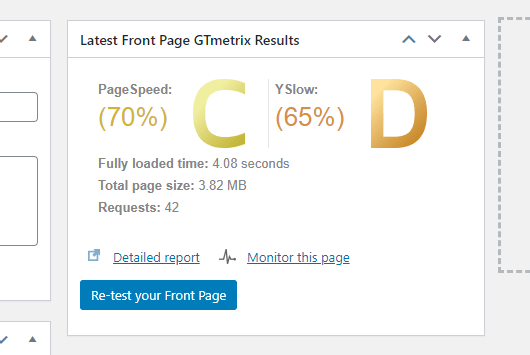 Latest Front Page GTmetrix Results
PageSpeed:
(70%)
C
YSlow:
(65%)
D
Fully loaded time: 4.08 seconds
Total page size: 3.82 MB
Requests: 42
Detailed report
Monitor this page
Re-test your Front Page